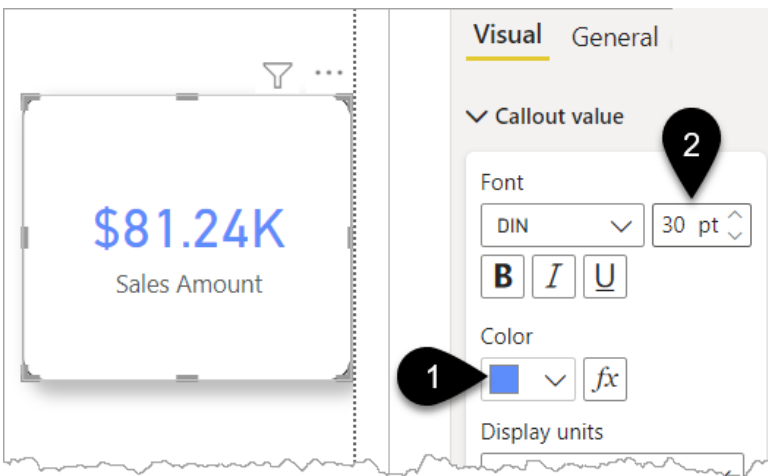 Visual General
Callout value
2
Font
DIN 30 pt
B I U
$81.24K
Sales Amount
Color
1
fx
Display units